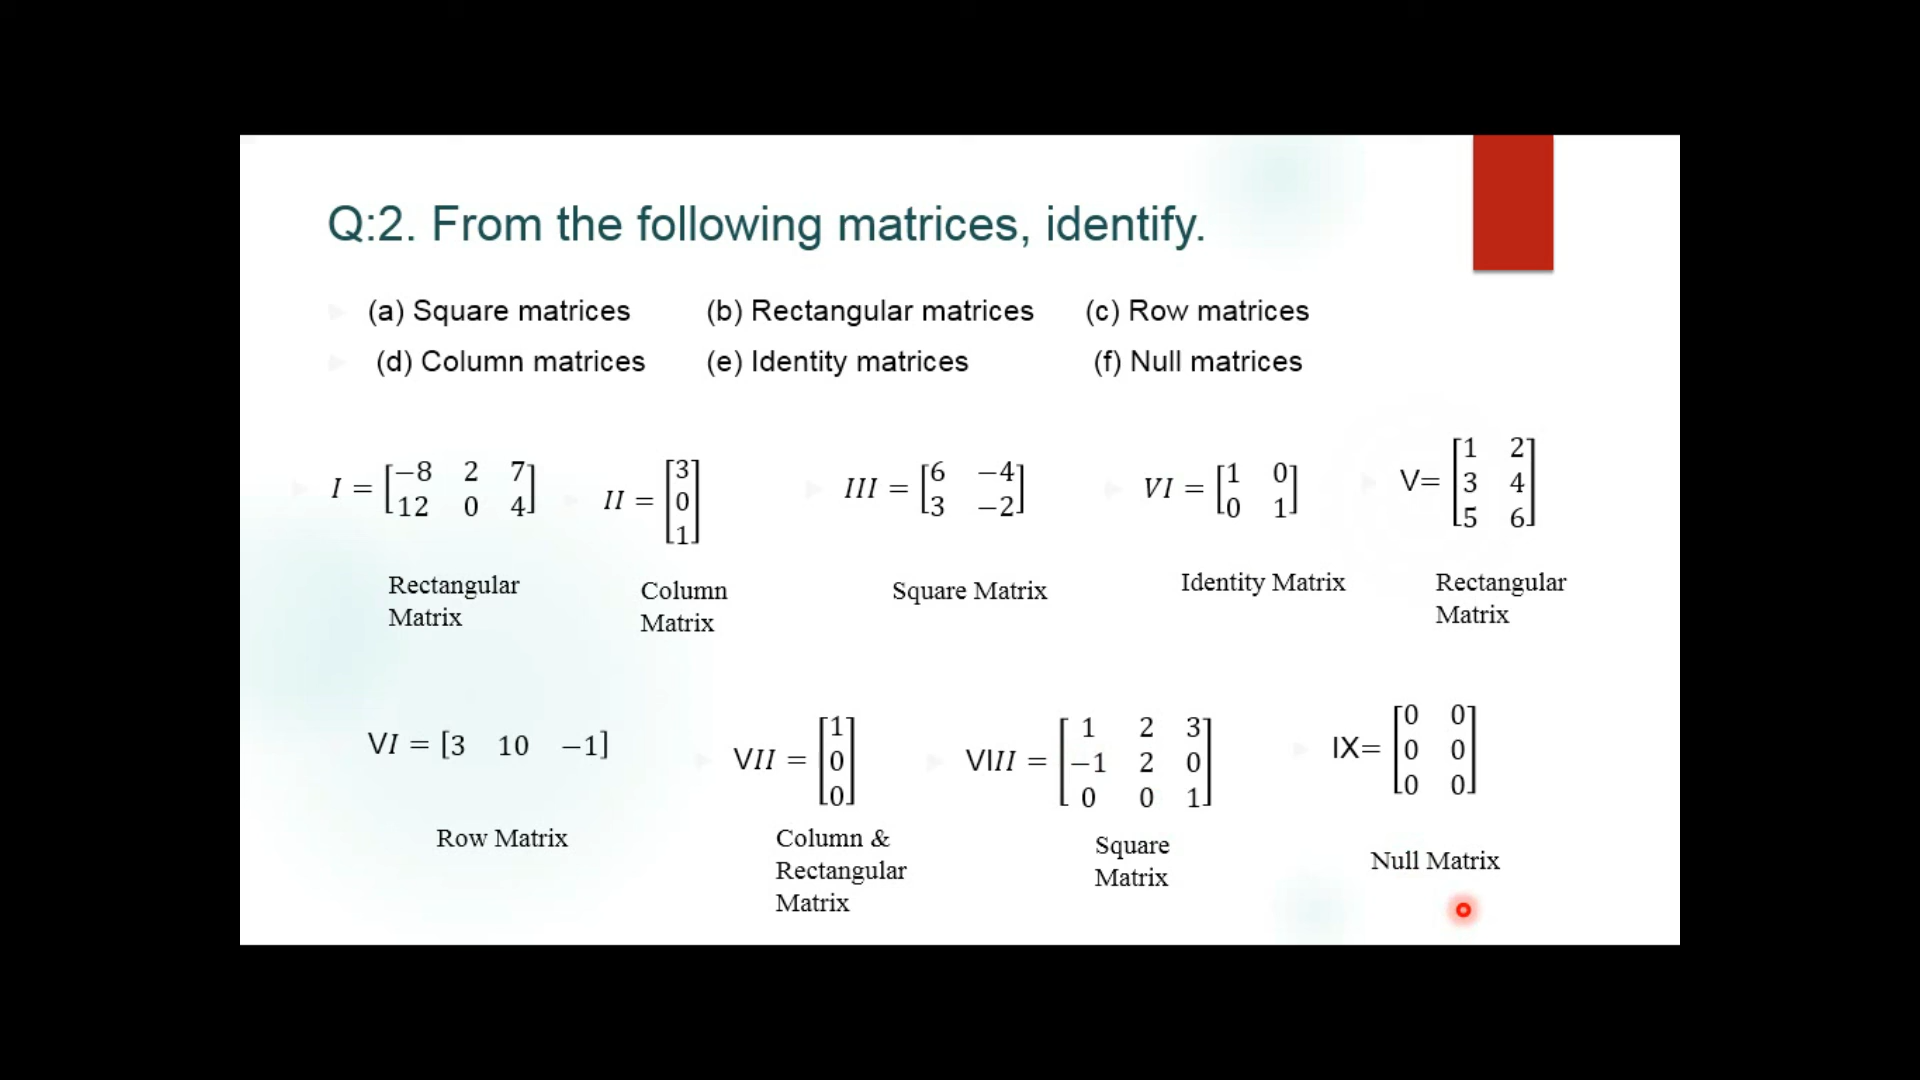 Q:2. From the following matrices, identify.
(a) Square matrices (b) Rectangular matrices (c) Row matrices
(d) Column matrices (e) Identity matrices (f) Null matrices
I = [−8 2 7
12 0 4]
II = [3
0
1]
III = [6 −4
3 −2]
VI = [1 0
0 1]
V= [1 2
3 4
5 6]
Rectangular
Matrix
Column
Matrix
Square Matrix
Identity Matrix
Rectangular
Matrix
VI = [3 10 −1]
VII = [1
0
0]
VIII = [1 2 3
−1 2 0
0 0 1]
IX= [0 0
0 0
0 0]
Row Matrix
Column &
Rectangular
Matrix
Square
Matrix
Null Matrix